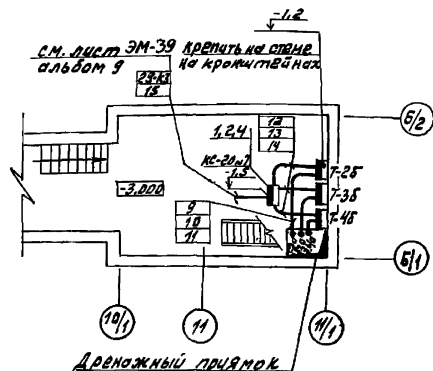 -1,2
см. лист ЭМ-39 крепить на стене
альбом 9 на кронштейнах
15
12
13
14
1,2,4
КС-20м7
-1,5
Б/2
Т-2б
Т-3б
Т-4б
-3,000
9
10
11
Б/1
10/1
11
11/1
Дренажный приямок